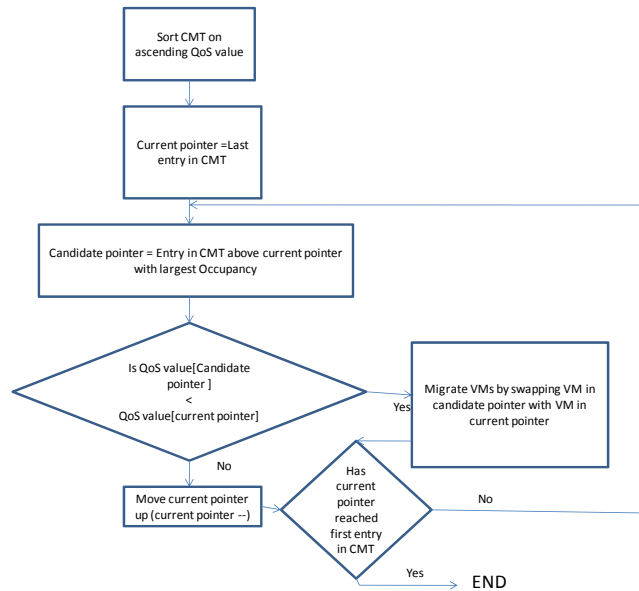 Sort CMT on
ascending QoS value
Current pointer =Last
entry in CMT
Candidate pointer = Entry in CMT above current pointer
with largest Occupancy
Is QoS value[Candidate
pointer ]
<
QoS value[current pointer]
Yes
Migrate VMs by swapping VM in
candidate pointer with VM in
current pointer
No
Move current pointer
up (current pointer --)
Has
current
pointer
reached
first entry
in CMT
No
Yes
END